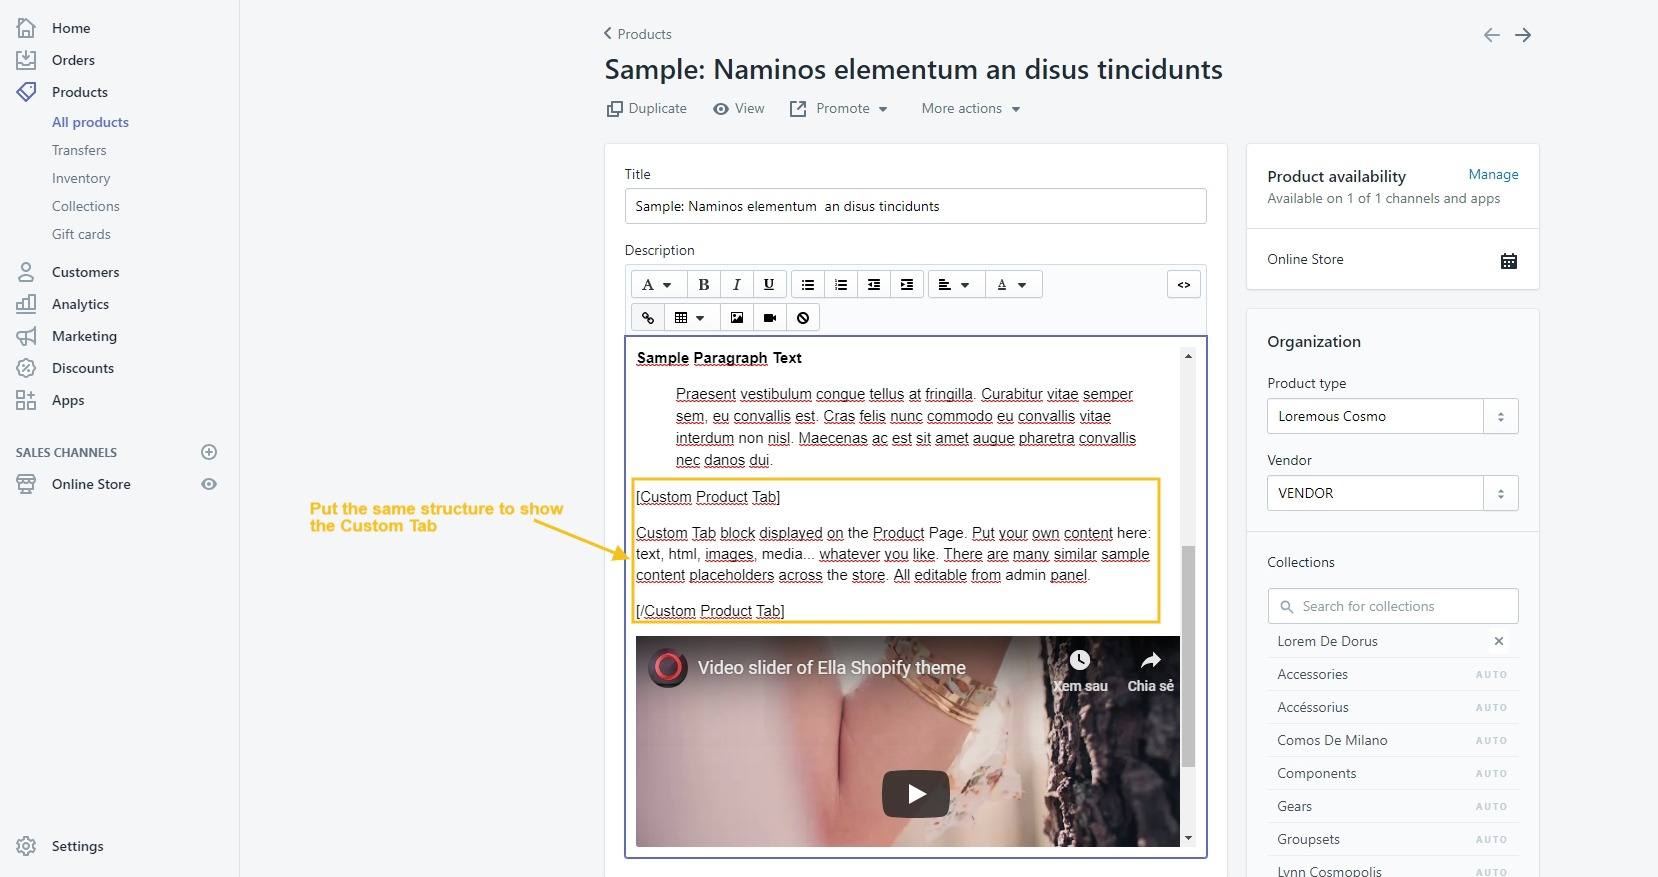 Home
Orders
Products
All products
Transfers
Inventory
Collections
Gift cards
Customers
Analytics
Marketing
Discounts
Apps
SALES CHANNELS
Online Store
Settings
Products
Sample: Naminos elementum an disus tincidunts
Duplicate View Promote More actions
Title
Sample: Naminos elementum  an disus tincidunts
Description
A B I U A <>
Sample Paragraph Text
Praesent vestibulum congue tellus at fringilla. Curabitur vitae semper
sem, eu convallis est. Cras felis nunc commodo eu convallis vitae
interdum non nisl. Maecenas ac est sit amet augue pharetra convallis
nec danos dui.
[Custom Product Tab]
Custom Tab block displayed on the Product Page. Put your own content here:
text, html, images, media... whatever you like. There are many similar sample
content placeholders across the store. All editable from admin panel.
[/Custom Product Tab]
Put the same structure to show
the Custom Tab
Video slider of Ella Shopify theme
Xem sau Chia sẻ
Product availability Manage
Available on 1 of 1 channels and apps
Online Store
Organization
Product type
Loremous Cosmo
Vendor
VENDOR
Collections
Search for collections
Lorem De Dorus
Accessories AUTO
Accéssorius AUTO
Comos De Milano AUTO
Components AUTO
Gears AUTO
Groupsets AUTO
Lynn Cosmopolis AUTO